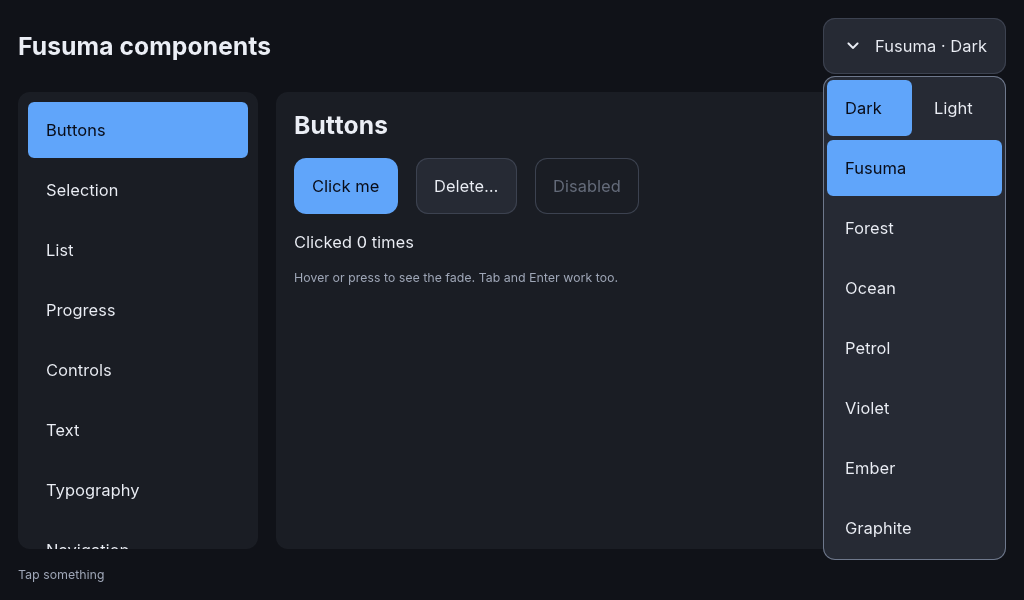 Fusuma components
Fusuma · Dark
Buttons
Selection
List
Progress
Controls
Text
Typography
Navigation
Buttons
Click me
Delete...
Disabled
Clicked 0 times
Hover or press to see the fade. Tab and Enter work too.
Dark
Light
Fusuma
Forest
Ocean
Petrol
Violet
Ember
Graphite
Tap something